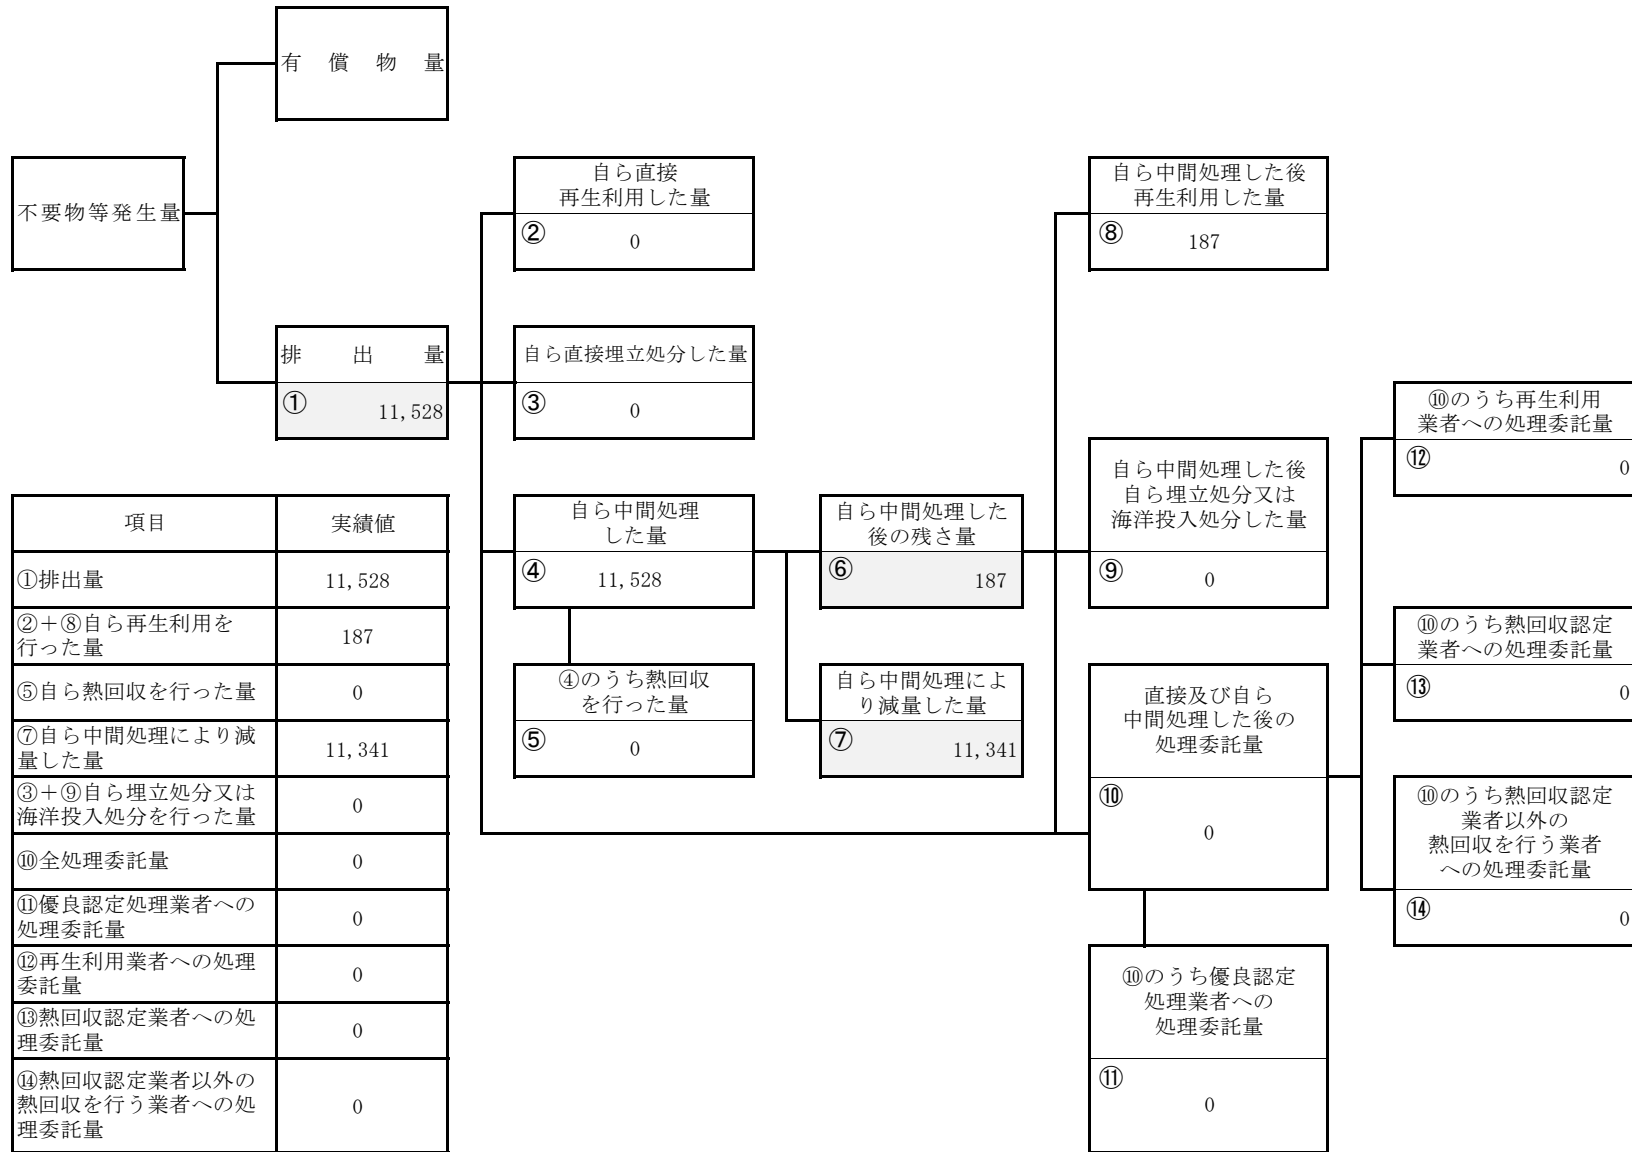 有償物量
不要物等発生量
自ら直接
再生利用した量
② 0
自ら中間処理した後
再生利用した量
⑧ 187
排出量
① 11,528
自ら直接埋立処分した量
③ 0
⑩のうち再生利用
業者への処理委託量
⑫ 0
自ら中間処理
した量
④ 11,528
自ら中間処理した
後の残さ量
⑥ 187
自ら中間処理した後
自ら埋立処分又は
海洋投入処分した量
⑨ 0
⑩のうち熱回収認定
業者への処理委託量
⑬ 0
④のうち熱回収
を行った量
⑤ 0
自ら中間処理によ
り減量した量
⑦ 11,341
直接及び自ら
中間処理した後の
処理委託量
⑩
0
⑩のうち熱回収認定
業者以外の
熱回収を行う業者
への処理委託量
⑭ 0
⑩のうち優良認定
処理業者への
処理委託量
⑪
0
項目 実績値
①排出量 11,528
②+⑧自ら再生利用を
行った量 187
⑤自ら熱回収を行った量 0
⑦自ら中間処理により減
量した量 11,341
③+⑨自ら埋立処分又は
海洋投入処分を行った量 0
⑩全処理委託量 0
⑪優良認定処理業者への
処理委託量 0
⑫再生利用業者への処理
委託量 0
⑬熱回収認定業者への処
理委託量 0
⑭熱回収認定業者以外の
熱回収を行う業者への処
理委託量 0